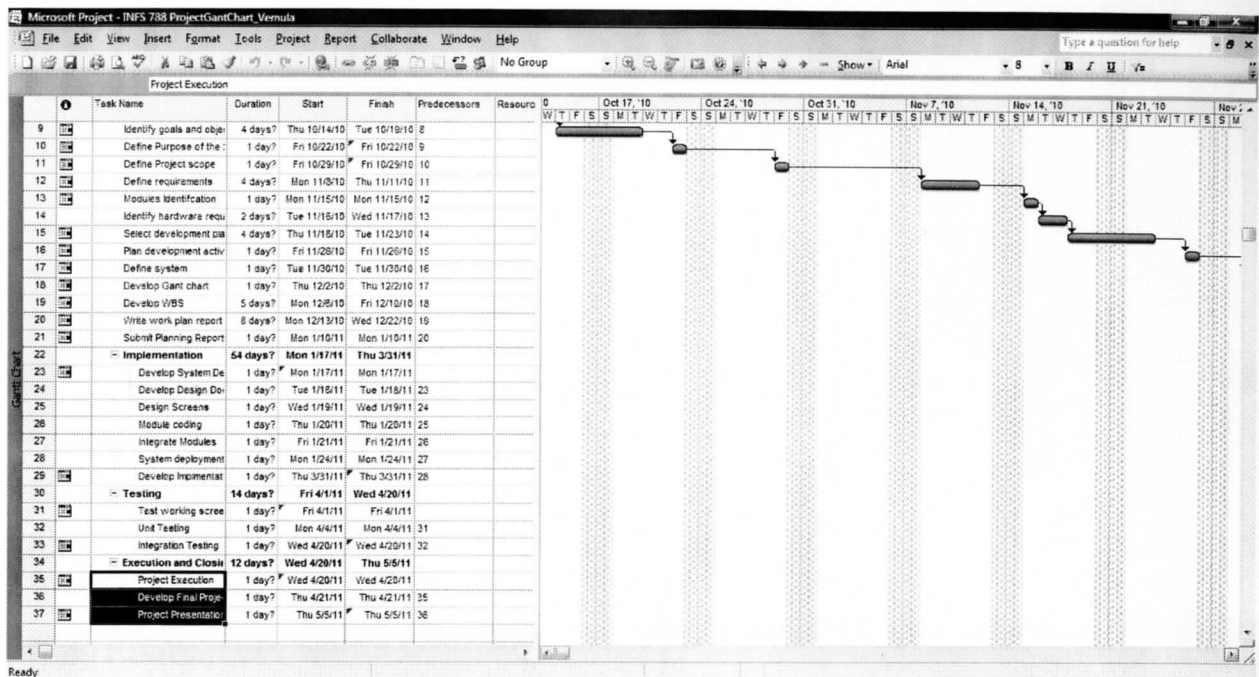 Microsoft Project - INFS 788 ProjectGantChart_Vemula
File Edit View Insert Format Tools Project Report Collaborate Window Help Type a question for help
No Group Show Arial 8 B I U
Project Execution
Task Name Duration Start Finish Predecessors Resourc 0 Oct 17, '10 Oct 24, '10 Oct 31, '10 Nov 7, '10 Nov 14, '10 Nov 21, '10 Nov
W T F S S M T W T F S S M T W T F S S M T W T F S S M T W T F S S M T W T F S S M T W T F S S M
9 Identify goals and obje 4 days? Thu 10/14/10 Tue 10/19/10 8
10 Define Purpose of the 1 day? Fri 10/22/10 Fri 10/22/10 9
11 Define Project scope 1 day? Fri 10/29/10 Fri 10/29/10 10
12 Define requirements 4 days? Mon 11/8/10 Thu 11/11/10 11
13 Modules Identifcation 1 day? Mon 11/15/10 Mon 11/15/10 12
14 Identify hardware requ 2 days? Tue 11/16/10 Wed 11/17/10 13
15 Select development pla 4 days? Thu 11/18/10 Tue 11/23/10 14
16 Plan development activ 1 day? Fri 11/26/10 Fri 11/26/10 15
17 Define system 1 day? Tue 11/30/10 Tue 11/30/10 16
18 Develop Gant chart 1 day? Thu 12/2/10 Thu 12/2/10 17
19 Develop WBS 5 days? Mon 12/6/10 Fri 12/10/10 18
20 Write work plan report 8 days? Mon 12/13/10 Wed 12/22/10 19
21 Submit Planning Report 1 day? Mon 1/10/11 Mon 1/10/11 20
22 Implementation 54 days? Mon 1/17/11 Thu 3/31/11
23 Develop System De 1 day? Mon 1/17/11 Mon 1/17/11
24 Develop Design Do 1 day? Tue 1/18/11 Tue 1/18/11 23
25 Design Screens 1 day? Wed 1/19/11 Wed 1/19/11 24
26 Module coding 1 day? Thu 1/20/11 Thu 1/20/11 25
27 Integrate Modules 1 day? Fri 1/21/11 Fri 1/21/11 26
28 System deployment 1 day? Mon 1/24/11 Mon 1/24/11 27
29 Develop Impimentat 1 day? Thu 3/31/11 Thu 3/31/11 28
30 Testing 14 days? Fri 4/1/11 Wed 4/20/11
31 Test working scree 1 day? Fri 4/1/11 Fri 4/1/11
32 Unit Testing 1 day? Mon 4/4/11 Mon 4/4/11 31
33 Integration Testing 1 day? Wed 4/20/11 Wed 4/20/11 32
34 Execution and Closin 12 days? Wed 4/20/11 Thu 5/5/11
35 Project Execution 1 day? Wed 4/20/11 Wed 4/20/11
36 Develop Final Proje 1 day? Thu 4/21/11 Thu 4/21/11 35
37 Project Presentation 1 day? Thu 5/5/11 Thu 5/5/11 36
Gantt Chart
Ready